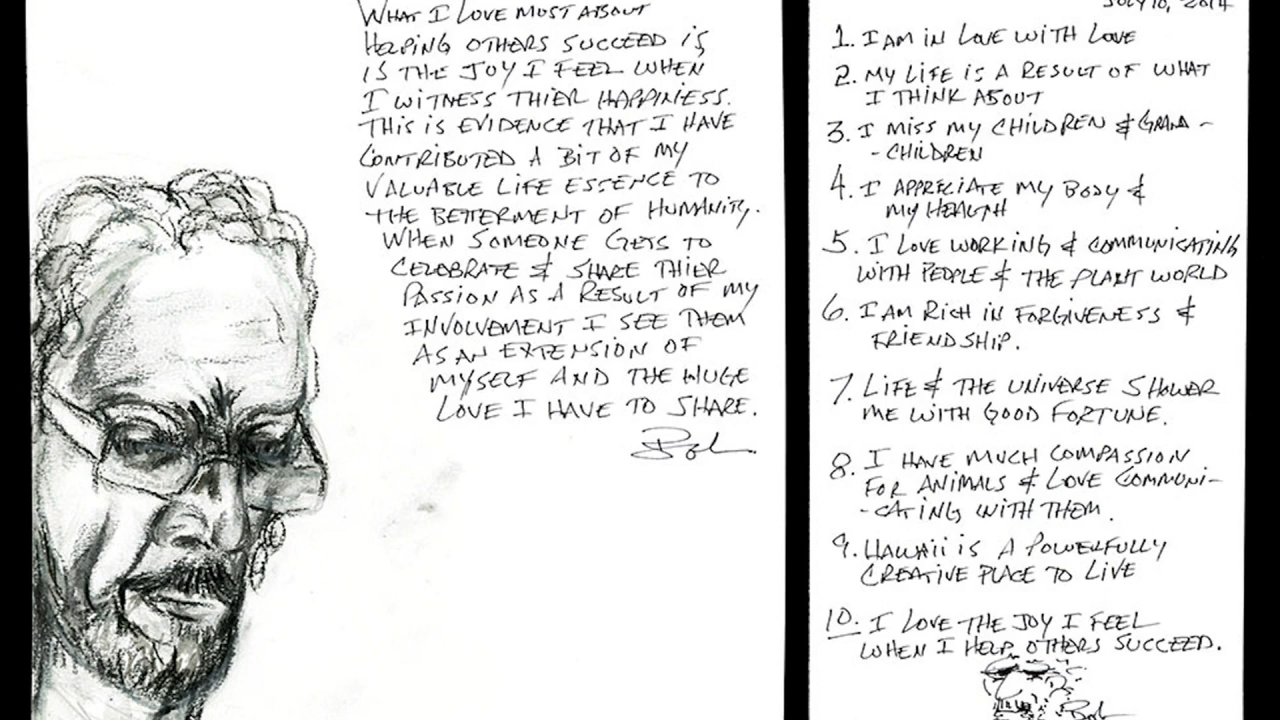 WHAT I LOVE MOST ABOUT
HELPING OTHERS SUCCEED IS
IS THE JOY I FEEL WHEN
I WITNESS THIER HAPPINESS.
THIS IS EVIDENCE THAT I HAVE
CONTRIBUTED A BIT OF MY
VALUABLE LIFE ESSENCE TO
THE BETTERMENT OF HUMANITY.
WHEN SOMEONE GETS TO
CELEBRATE & SHARE THIER
PASSION AS A RESULT OF MY
INVOLVEMENT I SEE THEM
AS AN EXTENSION OF
MYSELF AND THE HUGE
LOVE I HAVE TO SHARE.
Bob
JULY 10, 2014
1. I AM IN LOVE WITH LOVE
2. MY LIFE IS A RESULT OF WHAT
I THINK ABOUT
3. I MISS MY CHILDREN & GRAND -
- CHILDREN
4. I APPRECIATE MY BODY &
MY HEALTH
5. I LOVE WORKING & COMMUNICATING
WITH PEOPLE & THE PLANT WORLD
6. I AM RICH IN FORGIVENESS &
FRIENDSHIP.
7. LIFE & THE UNIVERSE SHOWER
ME WITH GOOD FORTUNE.
8. I HAVE MUCH COMPASSION
FOR ANIMALS & LOVE COMMUNI-
-CATING WITH THEM.
9. HAWAII IS A POWERFULLY
CREATIVE PLACE TO LIVE
10. I LOVE THE JOY I FEEL
WHEN I HELP OTHERS SUCCEED.
Bob